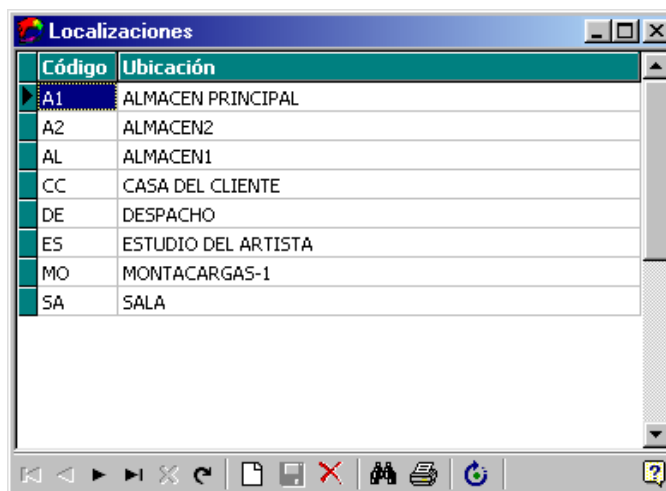 Localizaciones
Código Ubicación
A1 ALMACEN PRINCIPAL
A2 ALMACEN2
AL ALMACEN1
CC CASA DEL CLIENTE
DE DESPACHO
ES ESTUDIO DEL ARTISTA
MO MONTACARGAS-1
SA SALA